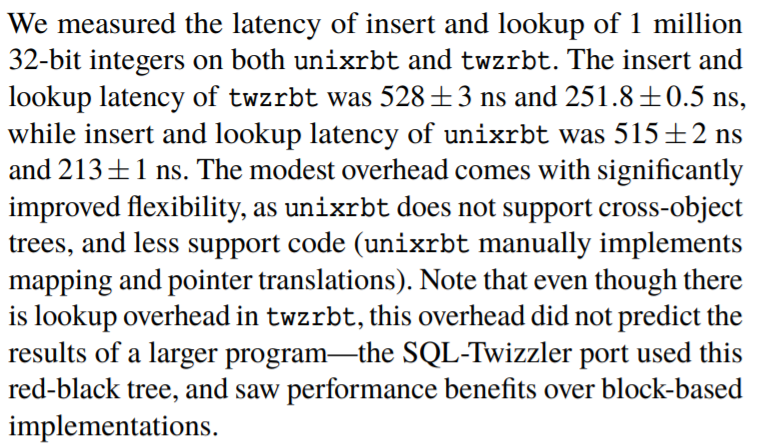 We measured the latency of insert and lookup of 1 million
32-bit integers on both unixrbt and twzrbt. The insert and
lookup latency of twzrbt was 528±3 ns and 251.8±0.5 ns,
while insert and lookup latency of unixrbt was 515±2 ns
and 213±1 ns. The modest overhead comes with significantly
improved flexibility, as unixrbt does not support cross-object
trees, and less support code (unixrbt manually implements
mapping and pointer translations). Note that even though there
is lookup overhead in twzrbt, this overhead did not predict the
results of a larger program—the SQL-Twizzler port used this
red-black tree, and saw performance benefits over block-based
implementations.